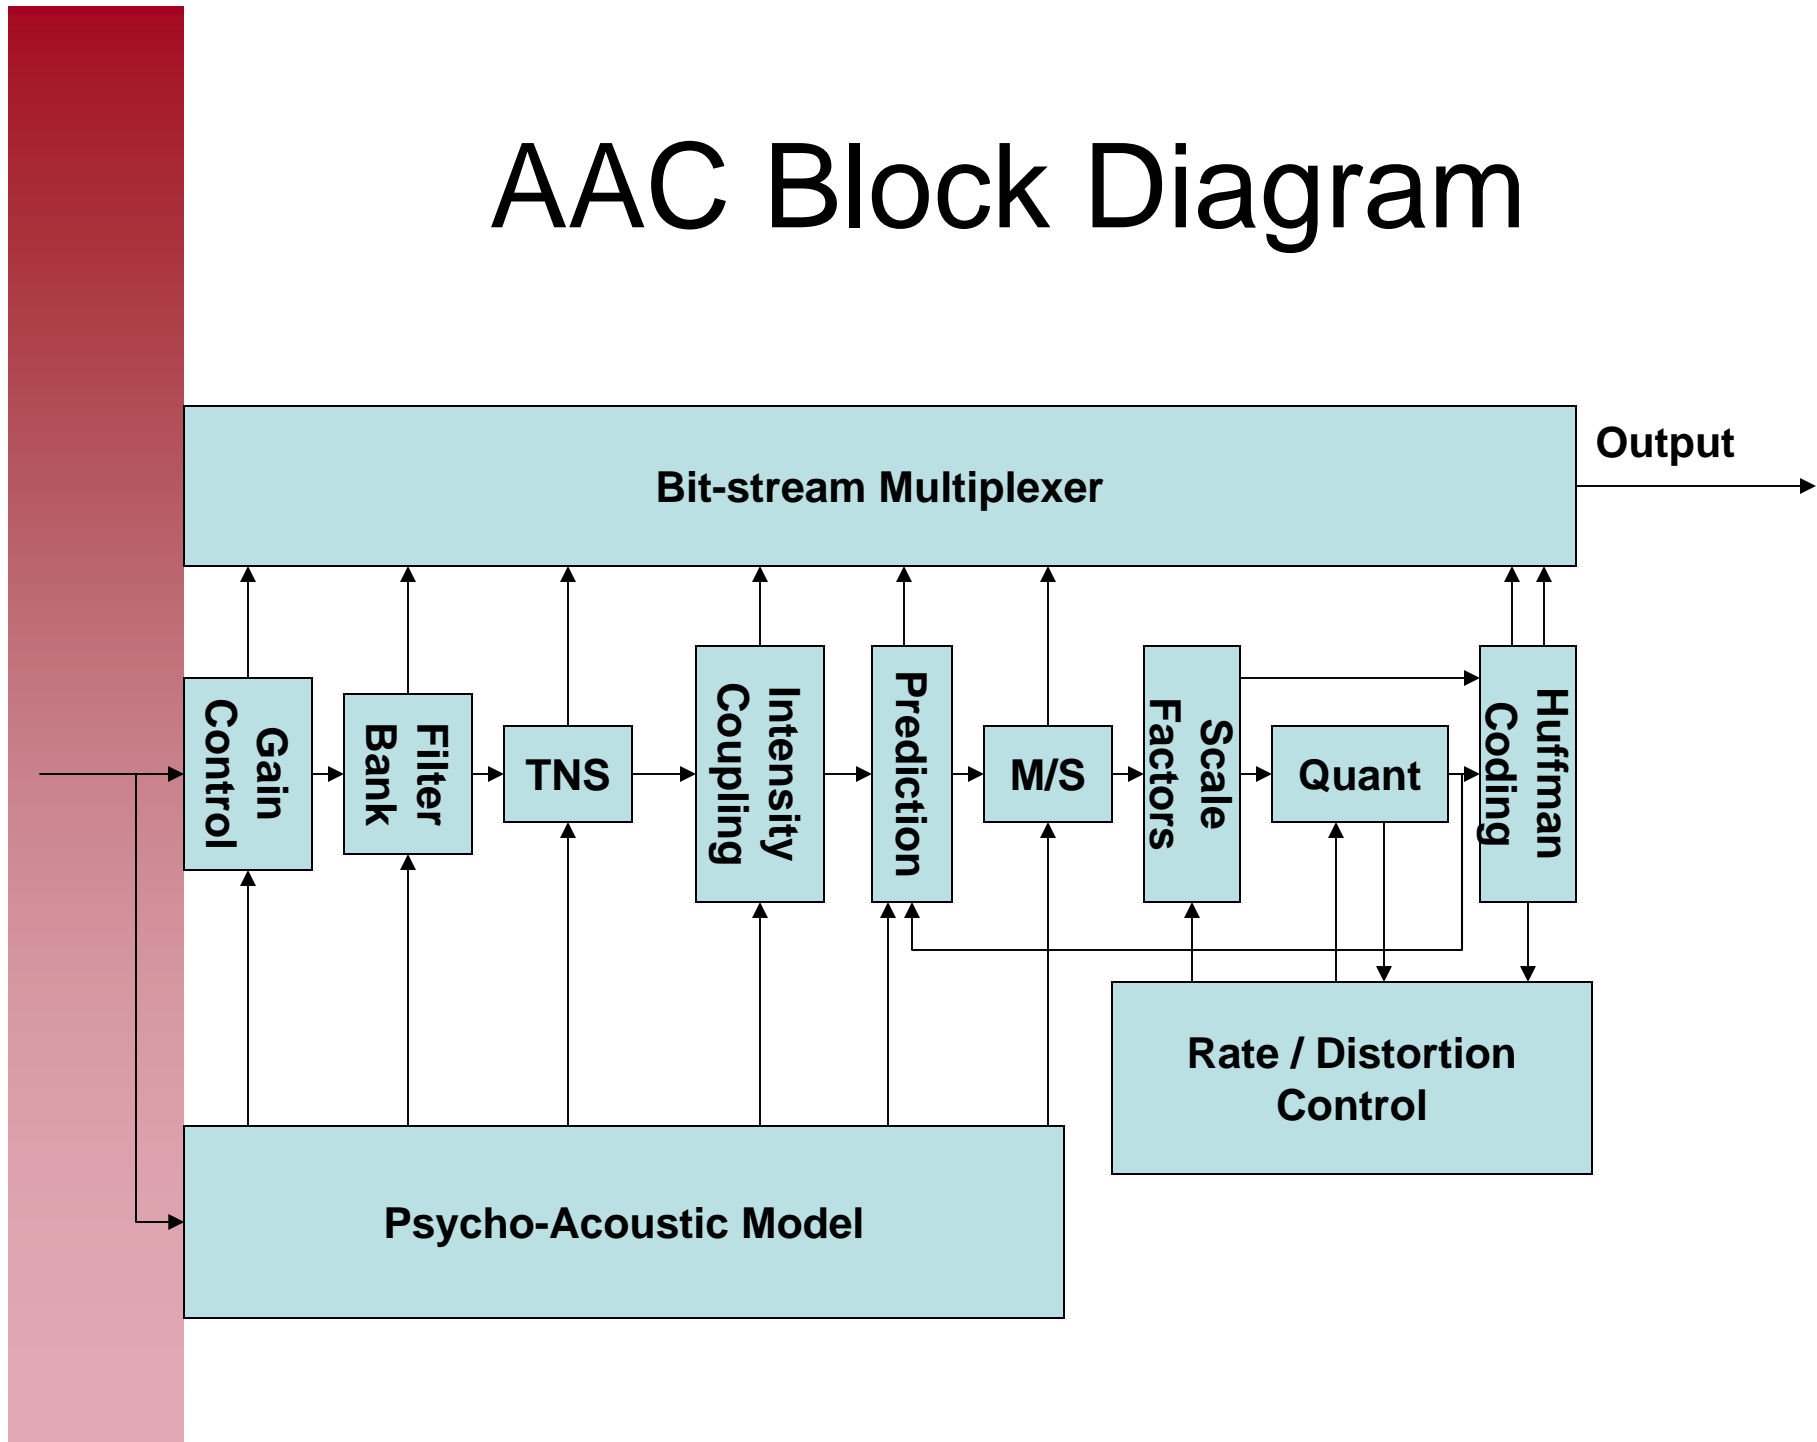 AAC Block Diagram
Output
Bit-stream Multiplexer
Gain
Control
Filter
Bank
TNS
Intensity
Coupling
Prediction
M/S
Scale
Factors
Quant
Huffman
Coding
Rate / Distortion
Control
Psycho-Acoustic Model